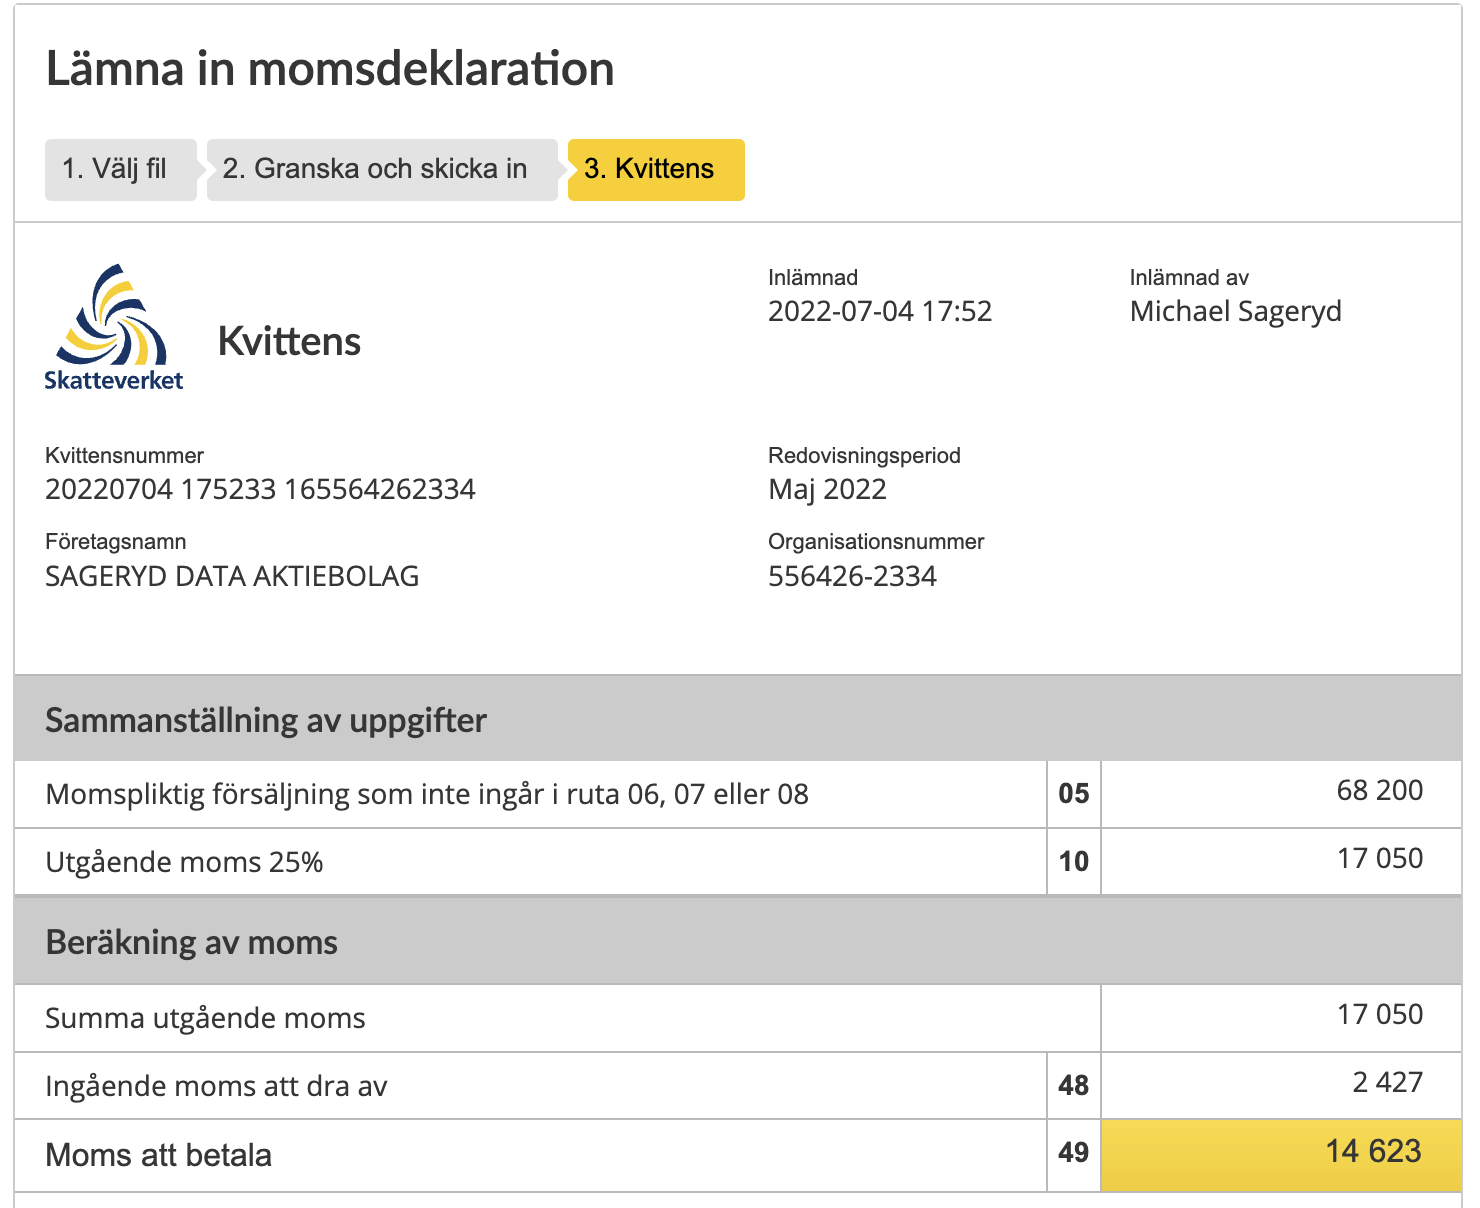 Lämna in momsdeklaration
1. Välj fil
2. Granska och skicka in
3. Kvittens
Skatteverket
Kvittens
Inlämnad
2022-07-04 17:52
Inlämnad av
Michael Sageryd
Kvittensnummer
20220704 175233 165564262334
Redovisningsperiod
Maj 2022
Företagsnamn
SAGERYD DATA AKTIEBOLAG
Organisationsnummer
556426-2334
Sammanställning av uppgifter
Momspliktig försäljning som inte ingår i ruta 06, 07 eller 08 05 68 200
Utgående moms 25% 10 17 050
Beräkning av moms
Summa utgående moms 17 050
Ingående moms att dra av 48 2 427
Moms att betala 49 14 623